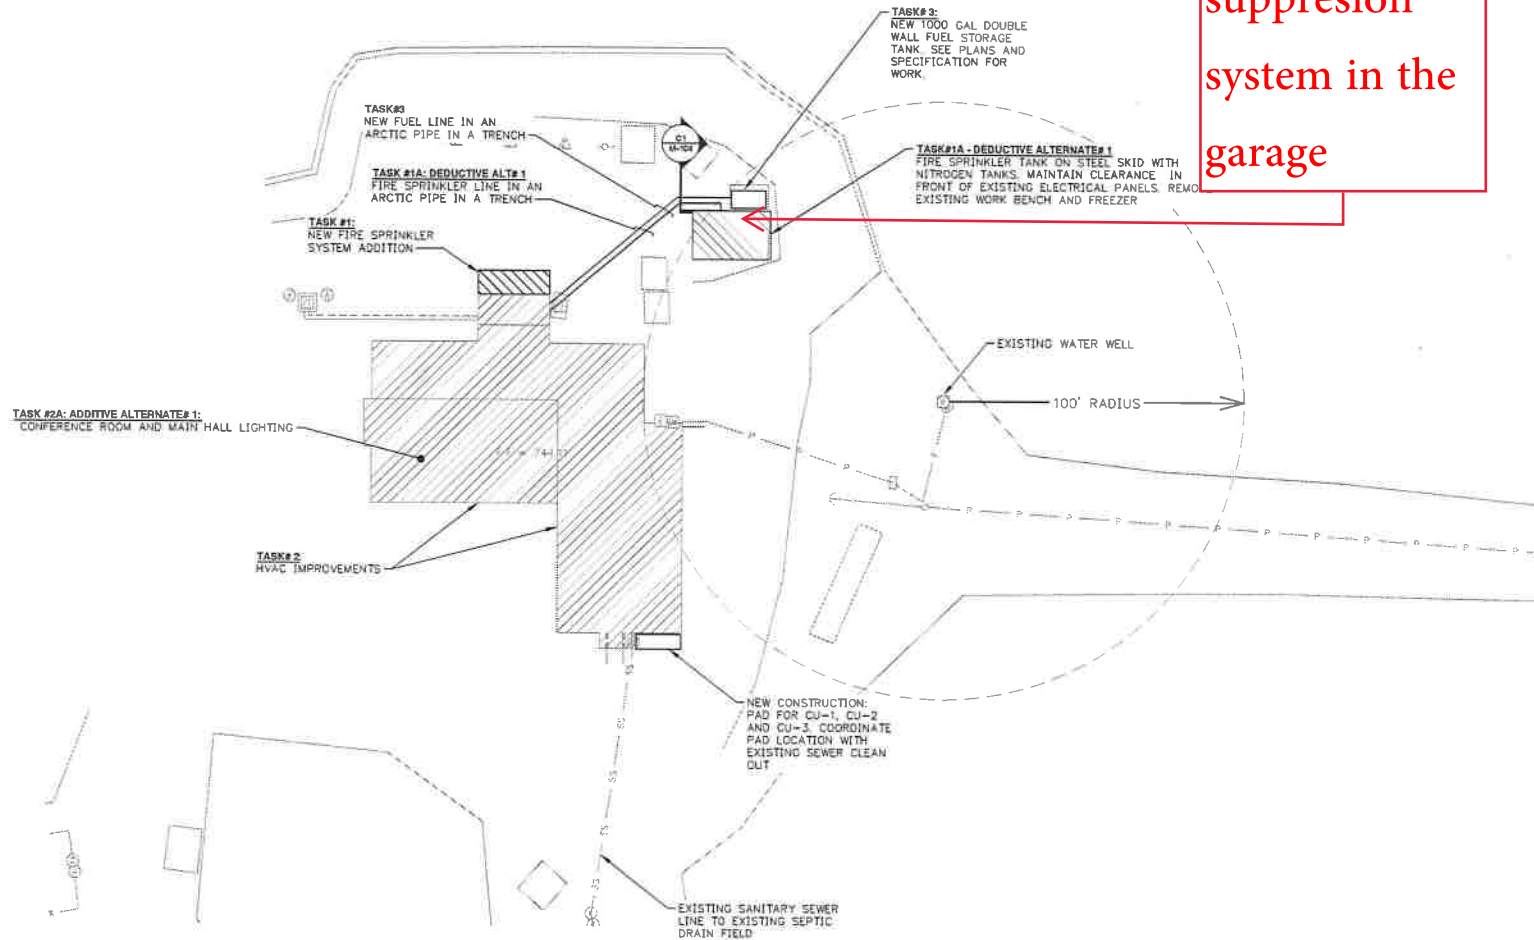 suppresion
system in the
garage
TASK# 3:
NEW 1000 GAL DOUBLE
WALL FUEL STORAGE
TANK. SEE PLANS AND
SPECIFICATION FOR
WORK.
TASK#3
NEW FUEL LINE IN AN
ARCTIC PIPE IN A TRENCH
C1
TASK#1A - DEDUCTIVE ALTERNATE# 1
FIRE SPRINKLER TANK ON STEEL SKID WITH
NITROGEN TANKS. MAINTAIN CLEARANCE IN
FRONT OF EXISTING ELECTRICAL PANELS. REMO
EXISTING WORK BENCH AND FREEZER
TASK #1A: DEDUCTIVE ALT# 1
FIRE SPRINKLER LINE IN AN
ARCTIC PIPE IN A TRENCH
TASK #1:
NEW FIRE SPRINKLER
SYSTEM ADDITION
EXISTING WATER WELL
100' RADIUS
TASK #2A: ADDITIVE ALTERNATE# 1:
CONFERENCE ROOM AND MAIN HALL LIGHTING
P P P
P P P P P P P P
TASK# 2
HVAC IMPROVEMENTS
SS
SS
SS
SS
SS
NEW CONSTRUCTION:
PAD FOR CU-1, CU-2
AND CU-3. COORDINATE
PAD LOCATION WITH
EXISTING SEWER CLEAN
OUT
EXISTING SANITARY SEWER
LINE TO EXISTING SEPTIC
DRAIN FIELD